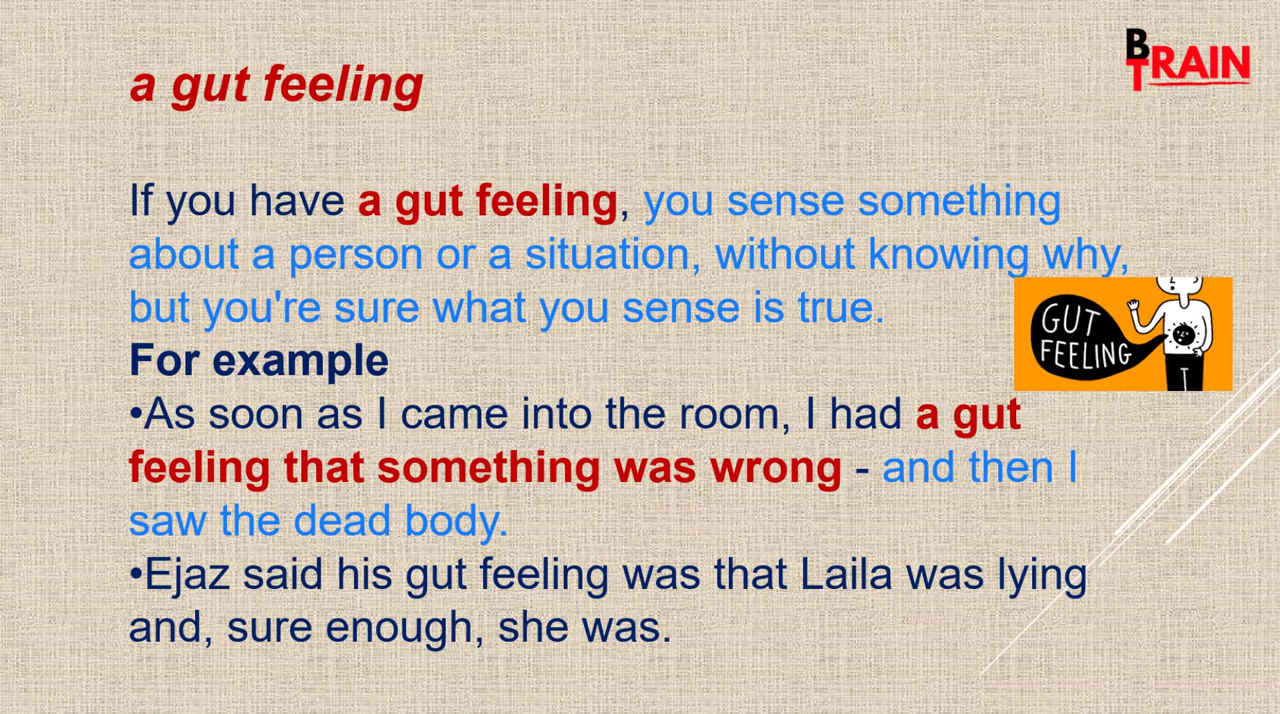 B
TRAIN
a gut feeling
If you have a gut feeling, you sense something
about a person or a situation, without knowing why,
but you're sure what you sense is true.
GUT
FEELING
For example
•As soon as I came into the room, I had a gut
feeling that something was wrong - and then I
saw the dead body.
•Ejaz said his gut feeling was that Laila was lying
and, sure enough, she was.